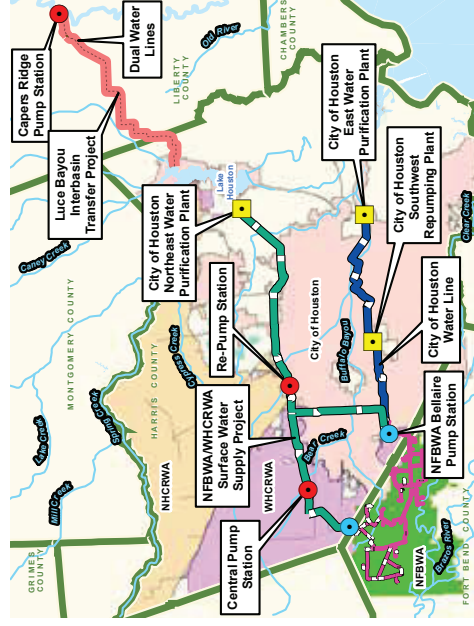 Capers Ridge
Pump Station
Dual Water
Lines
Luce Bayou
Interbasin
Transfer Project
Old River
CHAMBERS
COUNTY
LIBERTY
COUNTY
Caney Creek
Lake
Houston
City of Houston
Northeast Water
Purification Plant
City of Houston
East Water
Purification Plant
MONTGOMERY COUNTY
Lake Creek
Mill Creek
Spring Creek
HARRIS COUNTY
Cypress Creek
Re-Pump Station
City of Houston
Buffalo Bayou
City of Houston
Southwest
Repumping Plant
Clear Creek
City of Houston
Water Line
NFBWA/WHCRWA
Surface Water
Supply Project
Bear Creek
NFBWA Bellaire
Pump Station
NHCRWA
WHCRWA
Central Pump
Station
GRIMES
COUNTY
NFBWA
Brazos River
FORT BEND COUNTY